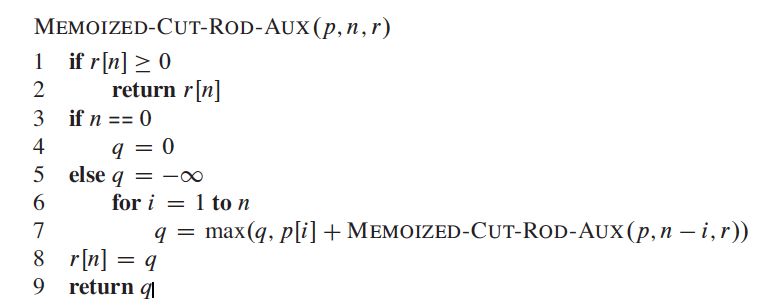 MEMOIZED-CUT-ROD-AUX(p, n, r)
1 if r[n] ≥ 0
2 return r[n]
3 if n == 0
4 q = 0
5 else q = −∞
6 for i = 1 to n
7 q = max(q, p[i] + MEMOIZED-CUT-ROD-AUX(p, n − i, r))
8 r[n] = q
9 return q